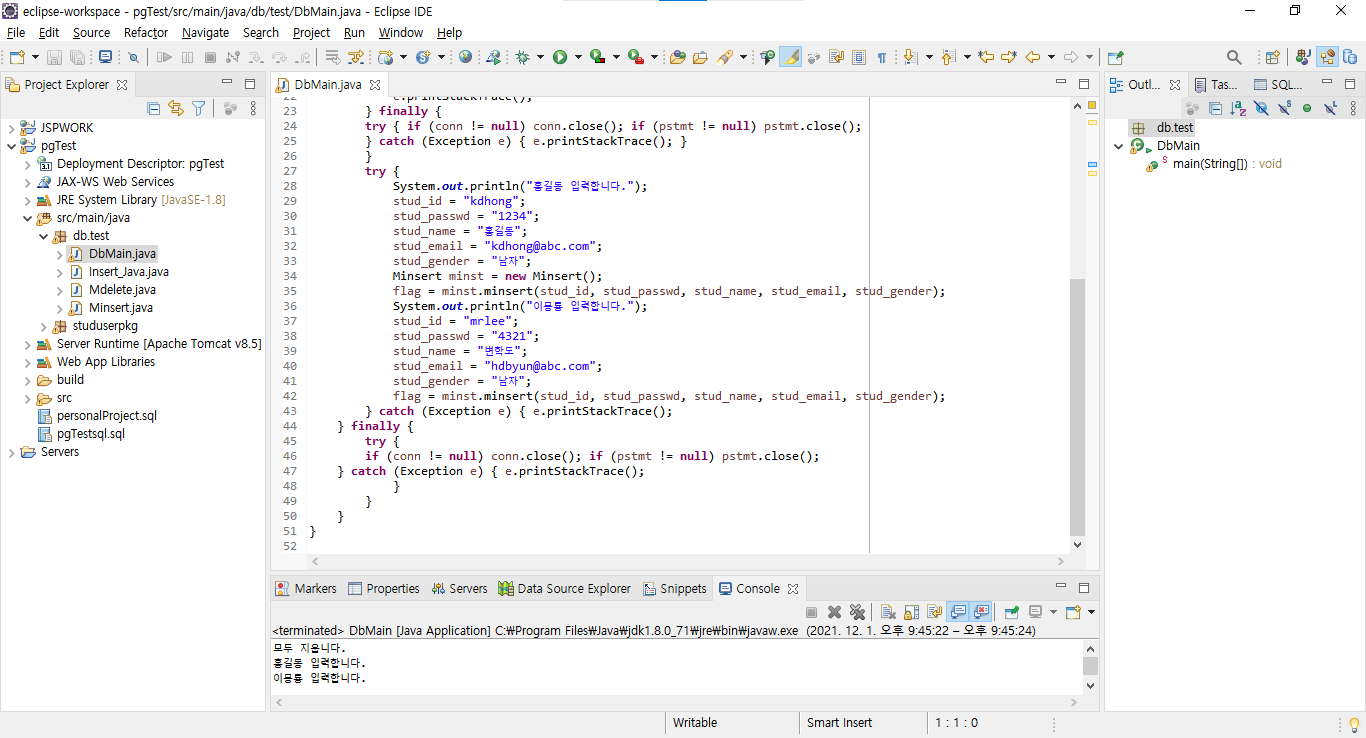 eclipse-workspace - pgTest/src/main/java/db/test/DbMain.java - Eclipse IDE
File Edit Source Refactor Navigate Search Project Run Window Help
Project Explorer
JSPWORK
pgTest
Deployment Descriptor: pgTest
JAX-WS Web Services
JRE System Library [JavaSE-1.8]
src/main/java
db.test
DbMain.java
Insert_Java.java
Mdelete.java
Minsert.java
studuserpkg
Server Runtime [Apache Tomcat v8.5]
Web App Libraries
build
src
personalProject.sql
pgTestsql.sql
Servers
DbMain.java
22 e.printStackTrace();
23 } finally {
24 try { if (conn != null) conn.close(); if (pstmt != null) pstmt.close();
25 } catch (Exception e) { e.printStackTrace(); }
26 }
27 try {
28 System.out.println("홍길동 입력합니다.");
29 stud_id = "kdhong";
30 stud_passwd = "1234";
31 stud_name = "홍길동";
32 stud_email = "kdhong@abc.com";
33 stud_gender = "남자";
34 Minsert minst = new Minsert();
35 flag = minst.minsert(stud_id, stud_passwd, stud_name, stud_email, stud_gender);
36 System.out.println("이몽룡 입력합니다.");
37 stud_id = "mrlee";
38 stud_passwd = "4321";
39 stud_name = "변학도";
40 stud_email = "hdbyun@abc.com";
41 stud_gender = "남자";
42 flag = minst.minsert(stud_id, stud_passwd, stud_name, stud_email, stud_gender);
43 } catch (Exception e) { e.printStackTrace();
44 } finally {
45 try {
46 if (conn != null) conn.close(); if (pstmt != null) pstmt.close();
47 } catch (Exception e) { e.printStackTrace();
48 }
49 }
50 }
51 }
52
Outl... Tas... SQL...
db.test
DbMain
main(String[]) : void
Markers Properties Servers Data Source Explorer Snippets Console
<terminated> DbMain [Java Application] C:₩Program Files₩Java₩jdk1.8.0_71₩jre₩bin₩javaw.exe (2021. 12. 1. 오후 9:45:22 – 오후 9:45:24)
모두 지웁니다.
홍길동 입력합니다.
이몽룡 입력합니다.
Writable Smart Insert 1 : 1 : 0